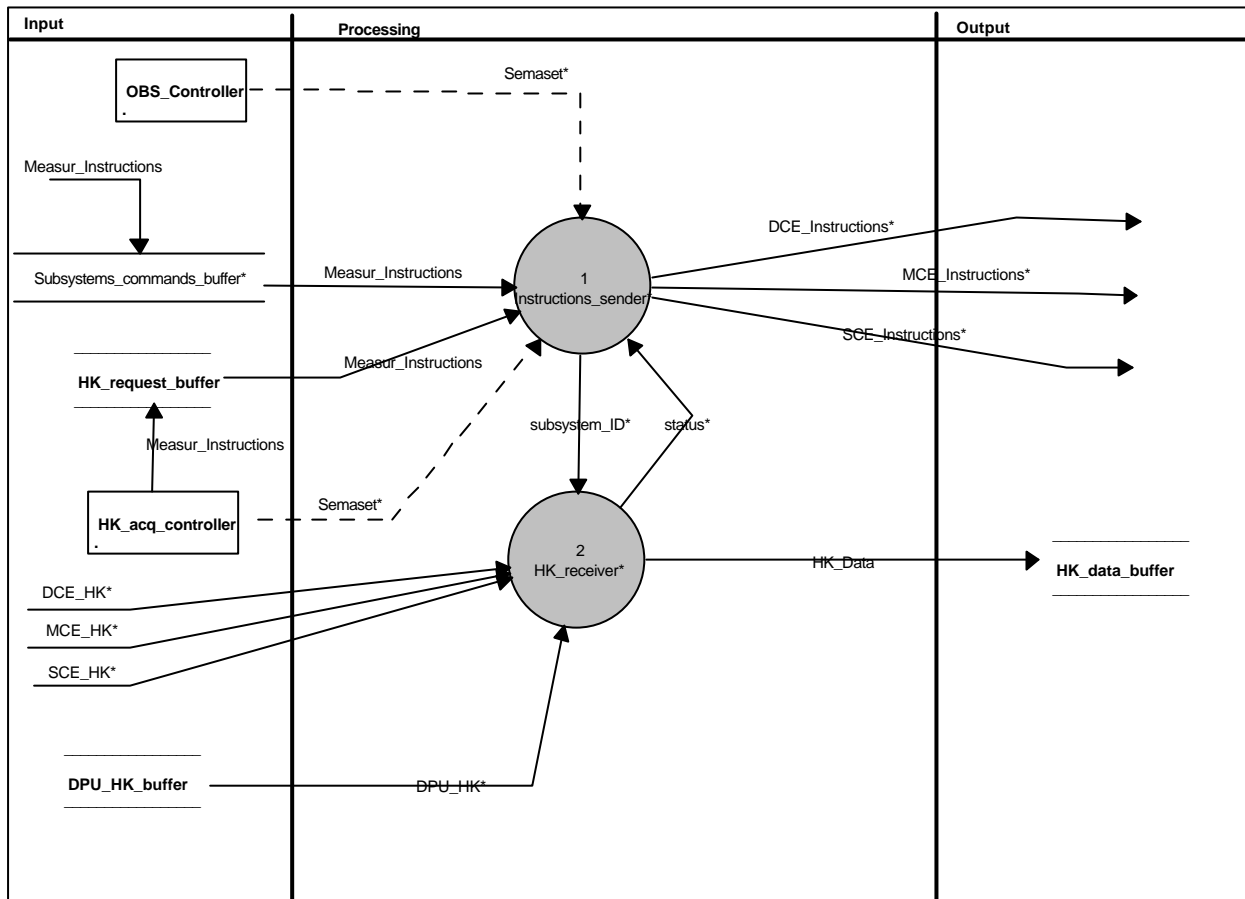 Input
Processing
Output
OBS_Controller
.
Semaset*
Measur_Instructions
Subsystems_commands_buffer*
Measur_Instructions
1
Instructions_sender*
DCE_Instructions*
MCE_Instructions*
SCE_Instructions*
HK_request_buffer
Measur_Instructions
Measur_Instructions
subsystem_ID*
status*
HK_acq_controller
.
Semaset*
2
HK_receiver*
HK_Data
HK_data_buffer
DCE_HK*
MCE_HK*
SCE_HK*
DPU_HK_buffer
DPU_HK*